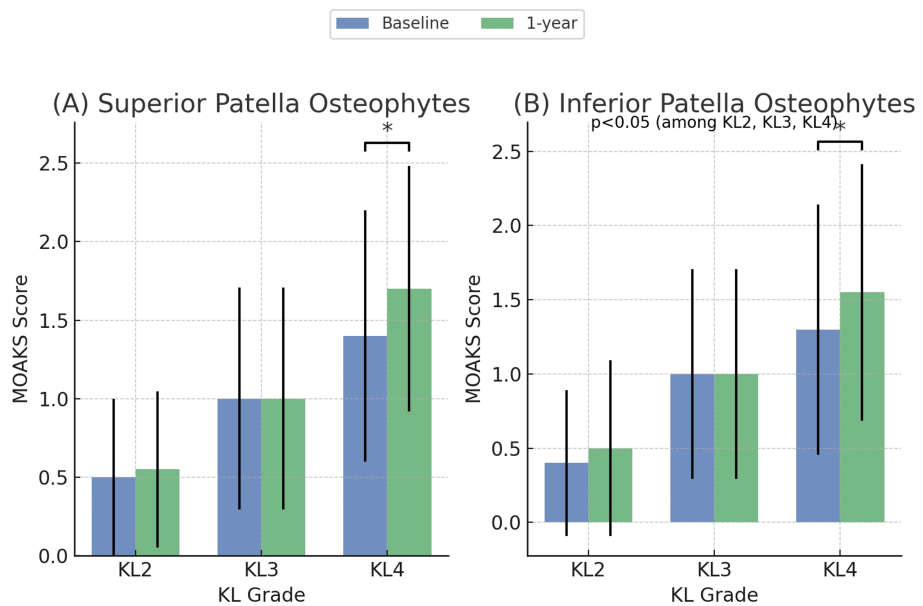 Baseline 1-year
(A) Superior Patella Osteophytes
*
2.5
2.0
1.5
1.0
0.5
0.0
MOAKS Score
KL2 KL3 KL4
KL Grade
(B) Inferior Patella Osteophytes
p<0.05 (among KL2, KL3, KL4)
*
2.5
2.0
1.5
1.0
0.5
0.0
MOAKS Score
KL2 KL3 KL4
KL Grade